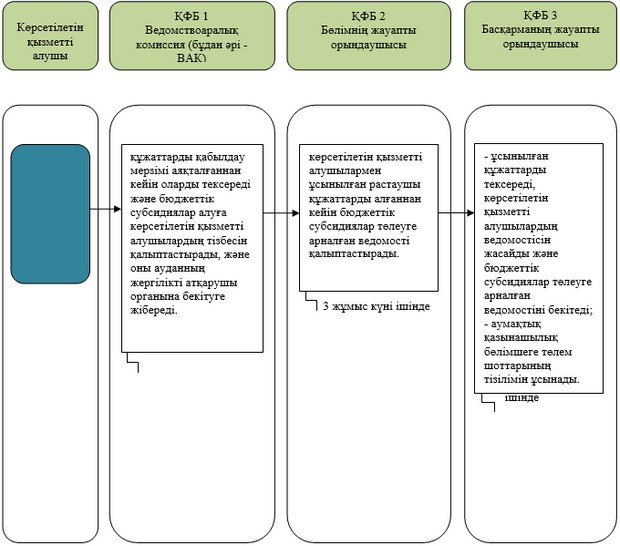 Көрсетілетін
қызметті
алушы
ҚФБ 1
Ведомствоаралық
комиссия (бұдан әрі -
ВАК)
ҚФБ 2
Бөлімнің жауапты
орындаушысы
ҚФБ 3
Басқарманың жауапты
орындаушысы
құжаттарды қабылдау
мерзімі аяқталғаннан
кейін оларды тексереді
және бюджеттік
субсидиялар алуға
көрсетілетін қызметті
алушылардың тізбесін
қалыптастырады, және
оны ауданның
жергілікті атқарушы
органына бекітуге
жібереді.
көрсетілетін қызметті
алушылармен
ұсынылған растаушы
құжаттарды алғаннан
кейін бюджеттік
субсидиялар төлеуге
арналған ведомості
қалыптастырады.
3 жұмыс күні ішінде
- ұсынылған
құжаттарды
тексереді,
көрсетілетін
қызметті
алушылардың
ведомостісін
жасайды және
бюджеттік
субсидиялар төлеуге
арналған
ведомостіні бекітеді;
- аумақтық
қазынашылық
бөлімшеге төлем
шоттарының
тізілімін ұсынады.
ішінде